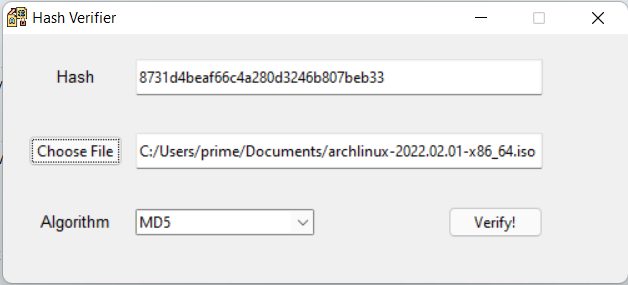 Hash Verifier
Hash 8731d4beaf66c4a280d3246b807beb33
Choose File C:/Users/prime/Documents/archlinux-2022.02.01-x86_64.iso
Algorithm MD5 Verify!